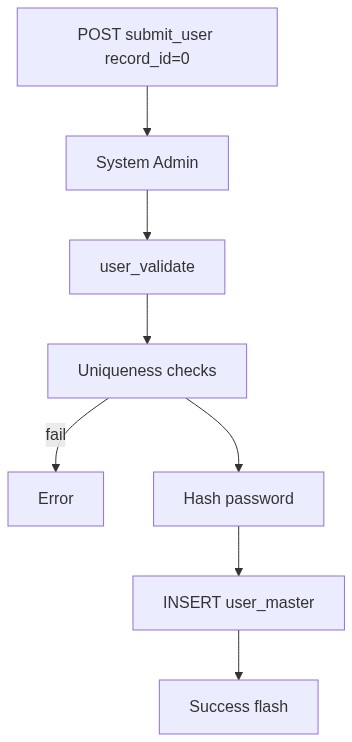 POST submit_user
record_id=0
System Admin
user_validate
Uniqueness checks
fail
Error
Hash password
INSERT user_master
Success flash